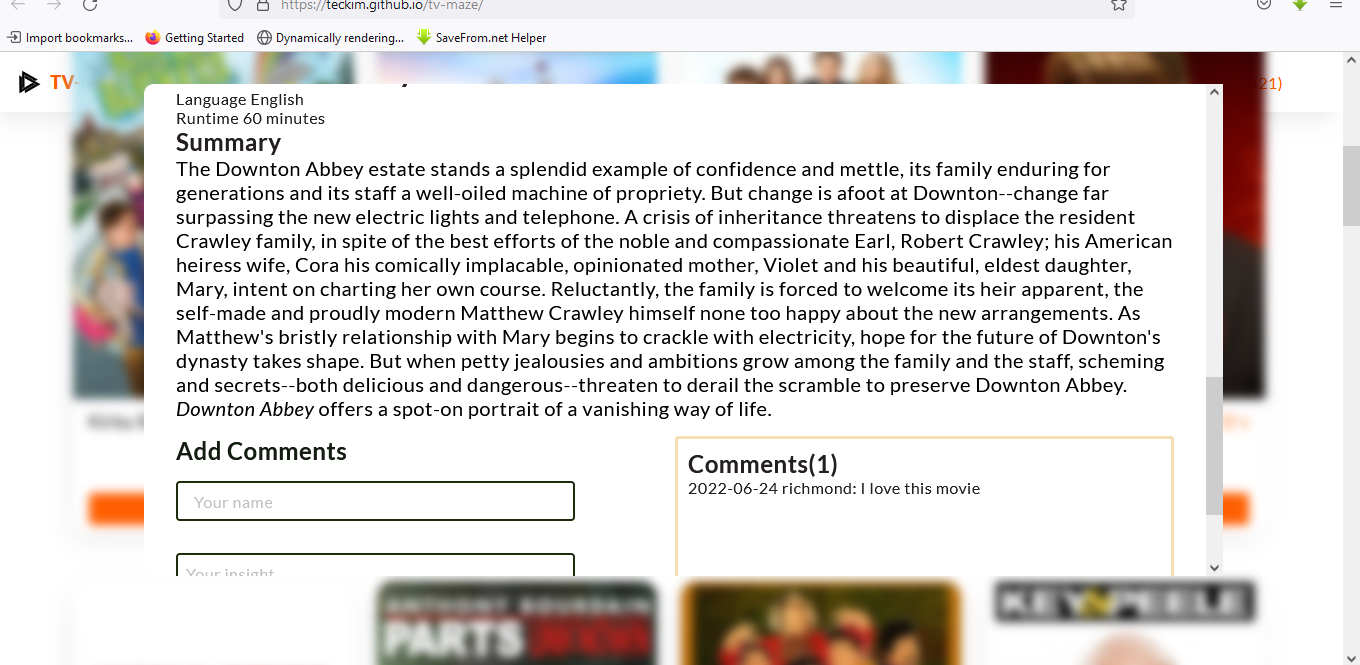 https://teckim.github.io/tv-maze/
Import bookmarks... Getting Started Dynamically rendering... SaveFrom.net Helper
TV- 21)
Language English
Runtime 60 minutes
Summary
The Downton Abbey estate stands a splendid example of confidence and mettle, its family enduring for
generations and its staff a well-oiled machine of propriety. But change is afoot at Downton--change far
surpassing the new electric lights and telephone. A crisis of inheritance threatens to displace the resident
Crawley family, in spite of the best efforts of the noble and compassionate Earl, Robert Crawley; his American
heiress wife, Cora his comically implacable, opinionated mother, Violet and his beautiful, eldest daughter,
Mary, intent on charting her own course. Reluctantly, the family is forced to welcome its heir apparent, the
self-made and proudly modern Matthew Crawley himself none too happy about the new arrangements. As
Matthew's bristly relationship with Mary begins to crackle with electricity, hope for the future of Downton's
dynasty takes shape. But when petty jealousies and ambitions grow among the family and the staff, scheming
and secrets--both delicious and dangerous--threaten to derail the scramble to preserve Downton Abbey.
Downton Abbey offers a spot-on portrait of a vanishing way of life.
Add Comments
Your name
Your insight
Comments(1)
2022-06-24 richmond: I love this movie
Kirby
ANTHONY BOURDAIN
PARTS
KEY N PEELE